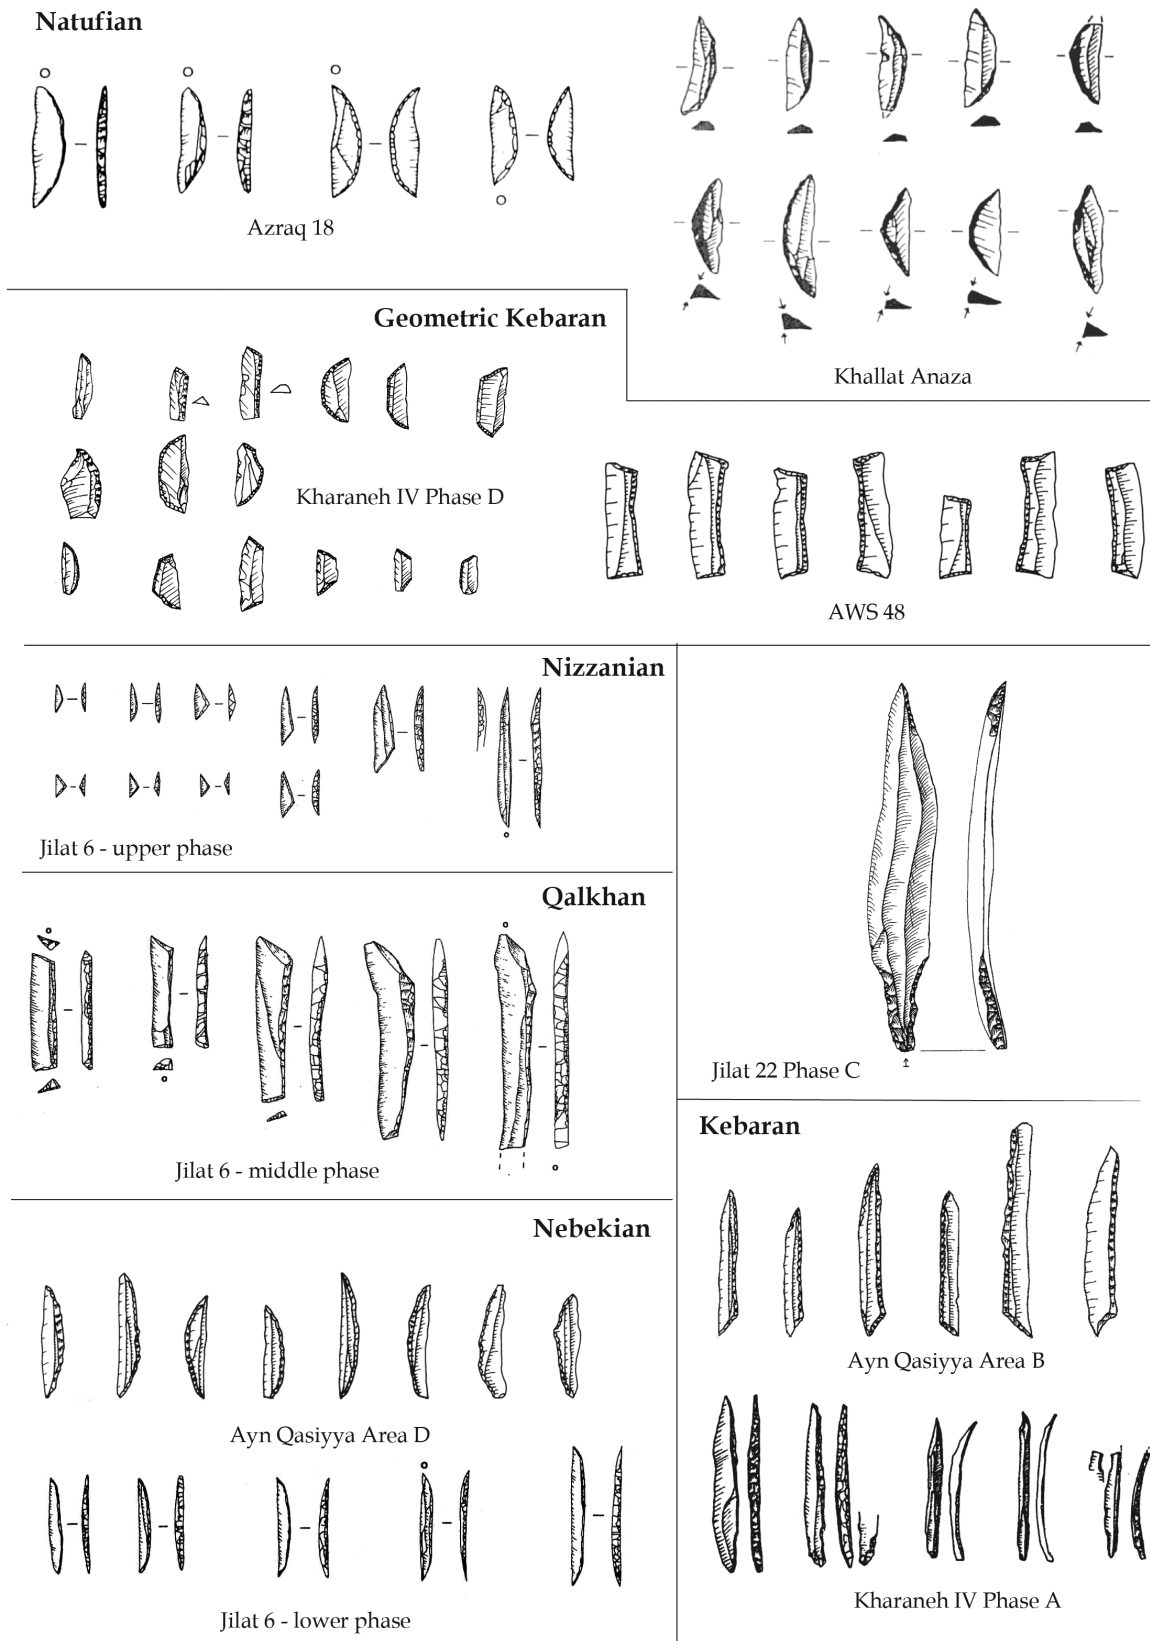 Natufian
Azraq 18
Khallat Anaza
Geometric Kebaran
Kharaneh IV Phase D
AWS 48
Nizzanian
Jilat 6 - upper phase
Jilat 22 Phase C
Qalkhan
Jilat 6 - middle phase
Kebaran
Ayn Qasiyya Area B
Kharaneh IV Phase A
Nebekian
Ayn Qasiyya Area D
Jilat 6 - lower phase